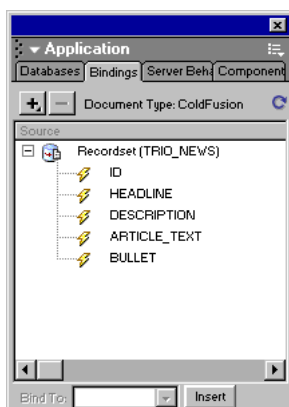 Application
Databases Bindings Server Beha Component
Document Type: ColdFusion
Source
Recordset (TRIO_NEWS)
ID
HEADLINE
DESCRIPTION
ARTICLE_TEXT
BULLET
Bind To: Insert